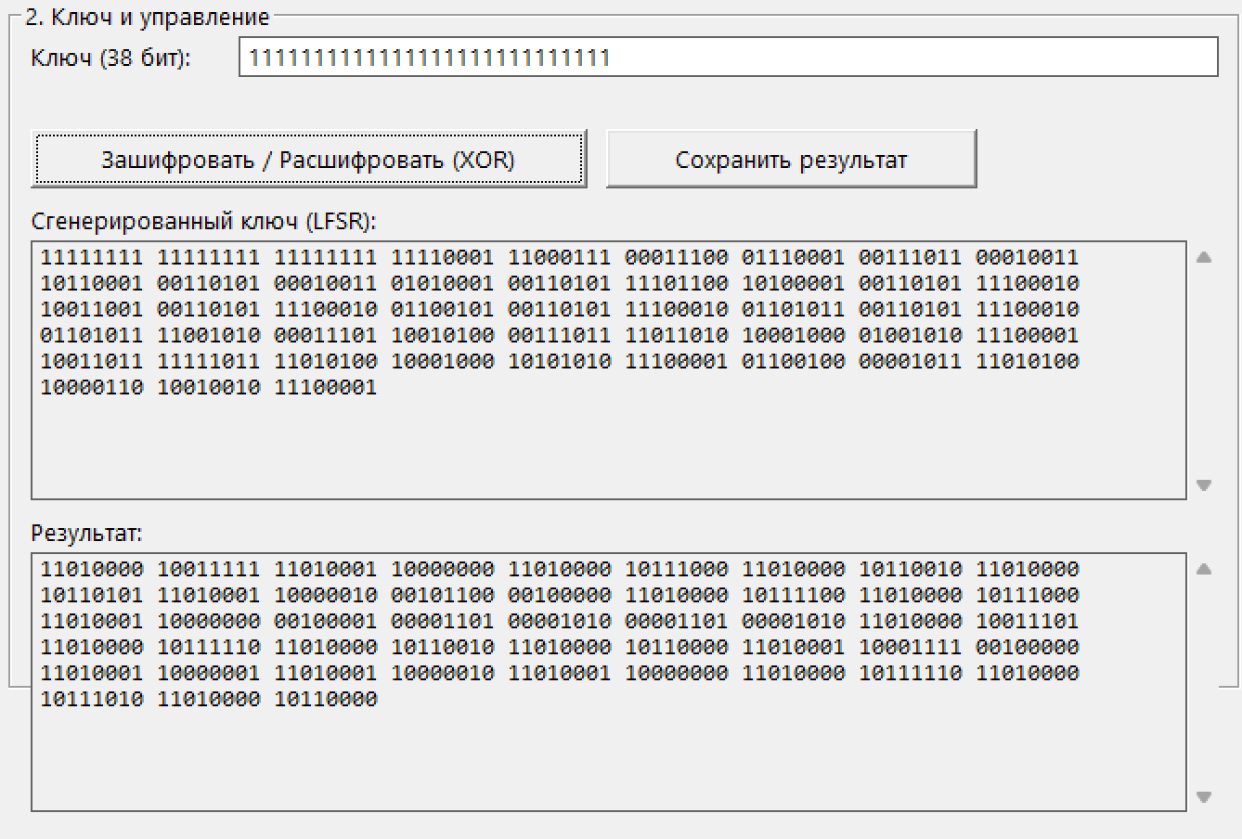 2. Ключ и управление
Ключ (38 бит): 1111111111111111111111111111
Зашифровать / Расшифровать (XOR) Сохранить результат
Сгенерированный ключ (LFSR):
11111111 11111111 11111111 11110001 11000111 00011100 01110001 00111011 00010011
10110001 00110101 00010011 01010001 00110101 11101100 10100001 00110101 11100010
10011001 00110101 11100010 01100101 00110101 11100010 01101011 00110101 11100010
01101011 11001010 00011101 10010100 00111011 11011010 10001000 01001010 11100001
10011011 11111011 11010100 10001000 10101010 11100001 01100100 00001011 11010100
10000110 10010010 11100001
Результат:
11010000 10011111 11010001 10000000 11010000 10111000 11010000 10110010 11010000
10110101 11010001 10000010 00101100 00100000 11010000 10111100 11010000 10111000
11010001 10000000 00100001 00001101 00001010 00001101 00001010 11010000 10011101
11010000 10111110 11010000 10110010 11010000 10110000 11010001 10001111 00100000
11010001 10000001 11010001 10000010 11010001 10000000 11010000 10111110 11010000
10111010 11010000 10110000